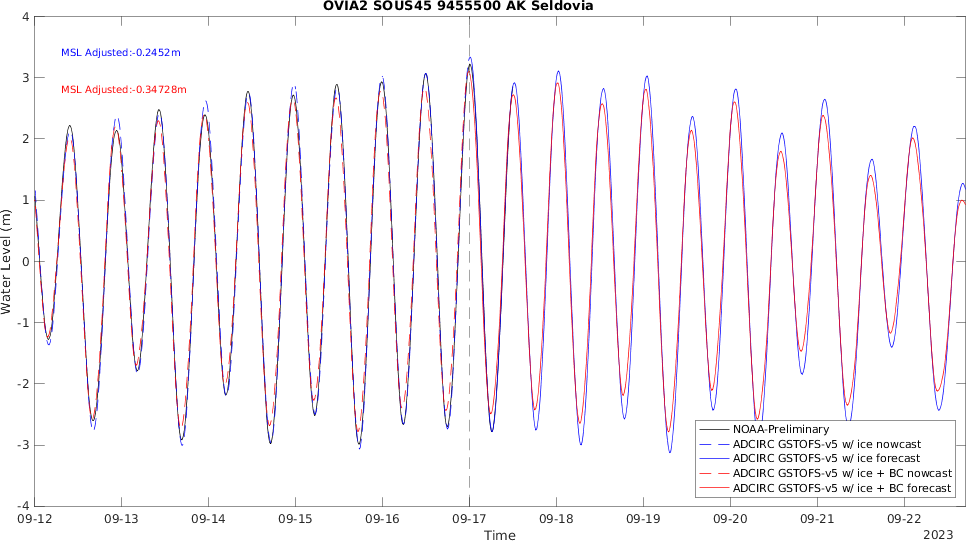 OVIA2 SOUS45 9455500 AK Seldovia
MSL Adjusted:-0.2452m
MSL Adjusted:-0.34728m
Water Level (m)
4
3
2
1
0
-1
-2
-3
-4
NOAA-Preliminary
ADCIRC GSTOFS-v5 w/ ice nowcast
ADCIRC GSTOFS-v5 w/ ice forecast
ADCIRC GSTOFS-v5 w/ ice + BC nowcast
ADCIRC GSTOFS-v5 w/ ice + BC forecast
09-12 09-13 09-14 09-15 09-16 09-17 09-18 09-19 09-20 09-21 09-22
Time
2023